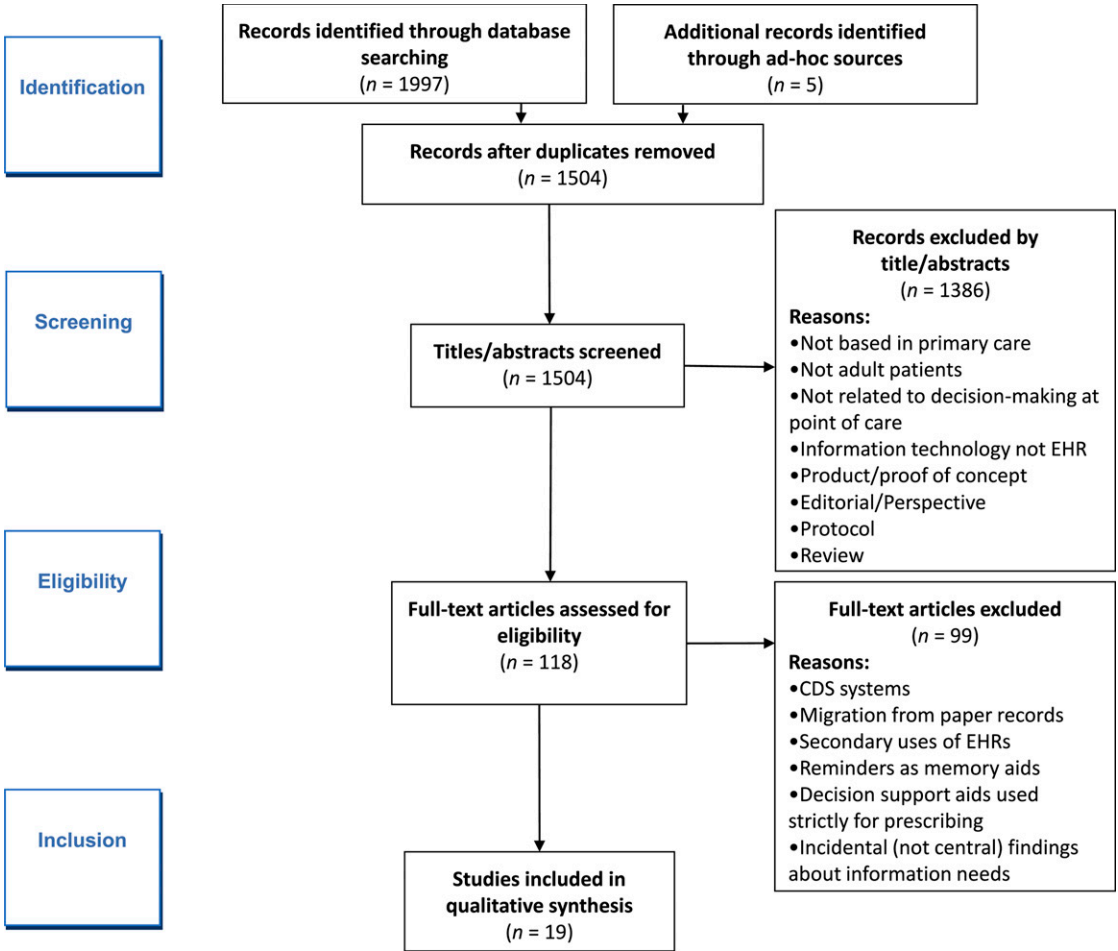 Identification
Records identified through database
searching
(n = 1997)
Additional records identified
through ad-hoc sources
(n = 5)
Records after duplicates removed
(n = 1504)
Screening
Titles/abstracts screened
(n = 1504)
Records excluded by
title/abstracts
(n = 1386)
Reasons:
•Not based in primary care
•Not adult patients
•Not related to decision-making at
point of care
•Information technology not EHR
•Product/proof of concept
•Editorial/Perspective
•Protocol
•Review
Eligibility
Full-text articles assessed for
eligibility
(n = 118)
Full-text articles excluded
(n = 99)
Reasons:
•CDS systems
•Migration from paper records
•Secondary uses of EHRs
•Reminders as memory aids
•Decision support aids used
strictly for prescribing
•Incidental (not central) findings
about information needs
Inclusion
Studies included in
qualitative synthesis
(n = 19)